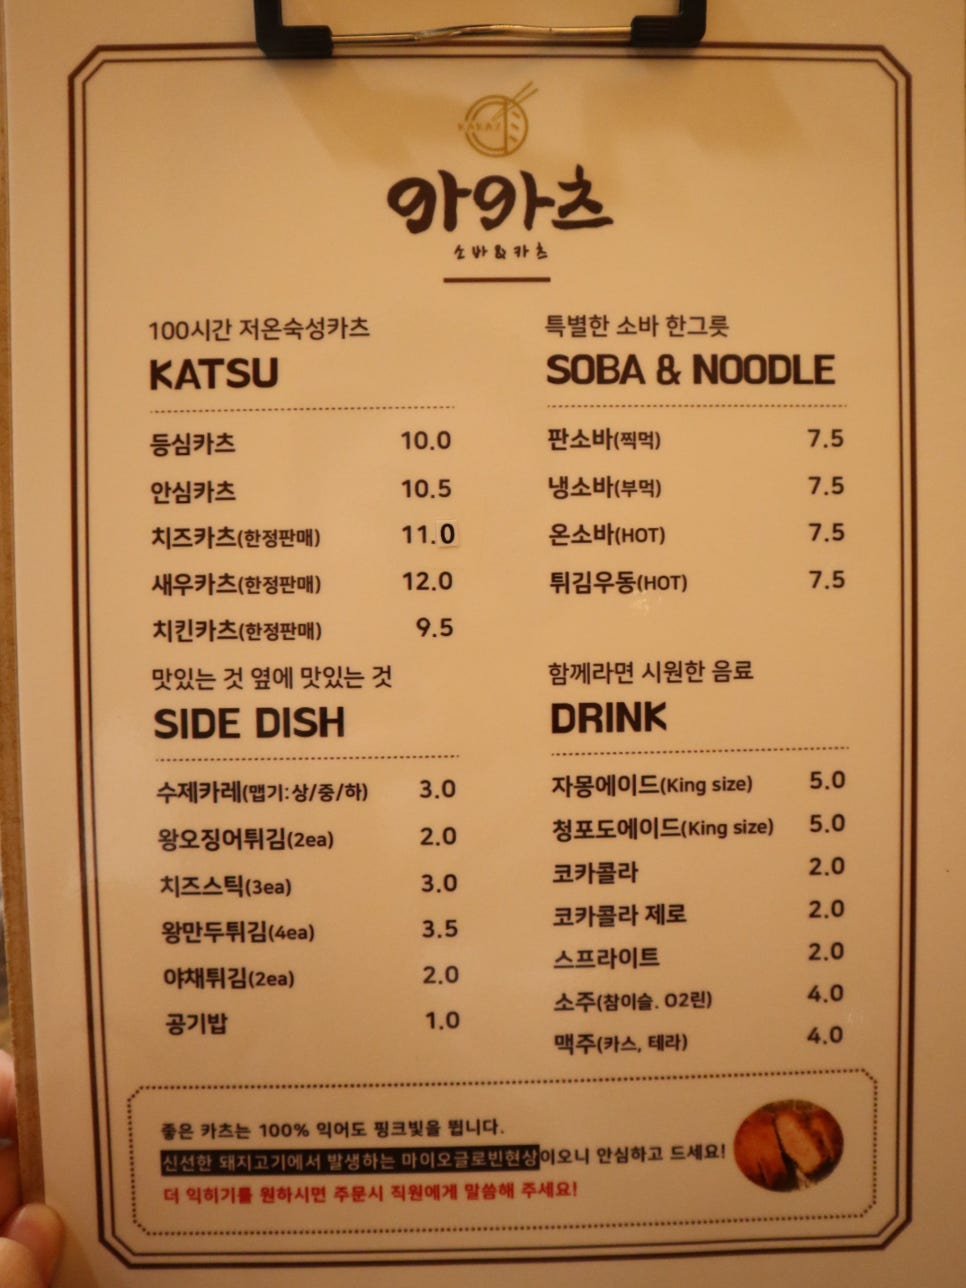 KAKAT
카카츠
소바&카츠
100시간 저온숙성카츠
KATSU
등심카츠 10.0
안심카츠 10.5
치즈카츠(한정판매) 11.0
새우카츠(한정판매) 12.0
치킨카츠(한정판매) 9.5
맛있는 것 옆에 맛있는 것
SIDE DISH
수제카레(맵기:상/중/하) 3.0
왕오징어튀김(2ea) 2.0
치즈스틱(3ea) 3.0
왕만두튀김(4ea) 3.5
야채튀김(2ea) 2.0
공기밥 1.0
특별한 소바 한그릇
SOBA & NOODLE
판소바(찍먹) 7.5
냉소바(부먹) 7.5
온소바(HOT) 7.5
튀김우동(HOT) 7.5
함께라면 시원한 음료
DRINK
자몽에이드(King size) 5.0
청포도에이드(King size) 5.0
코카콜라 2.0
코카콜라 제로 2.0
스프라이트 2.0
소주(참이슬. O2린) 4.0
맥주(카스, 테라) 4.0
좋은 카츠는 100% 익어도 핑크빛을 띕니다.
신선한 돼지고기에서 발생하는 마이오글로빈현상이오니 안심하고 드세요!
더 익히기를 원하시면 주문시 직원에게 말씀해 주세요!